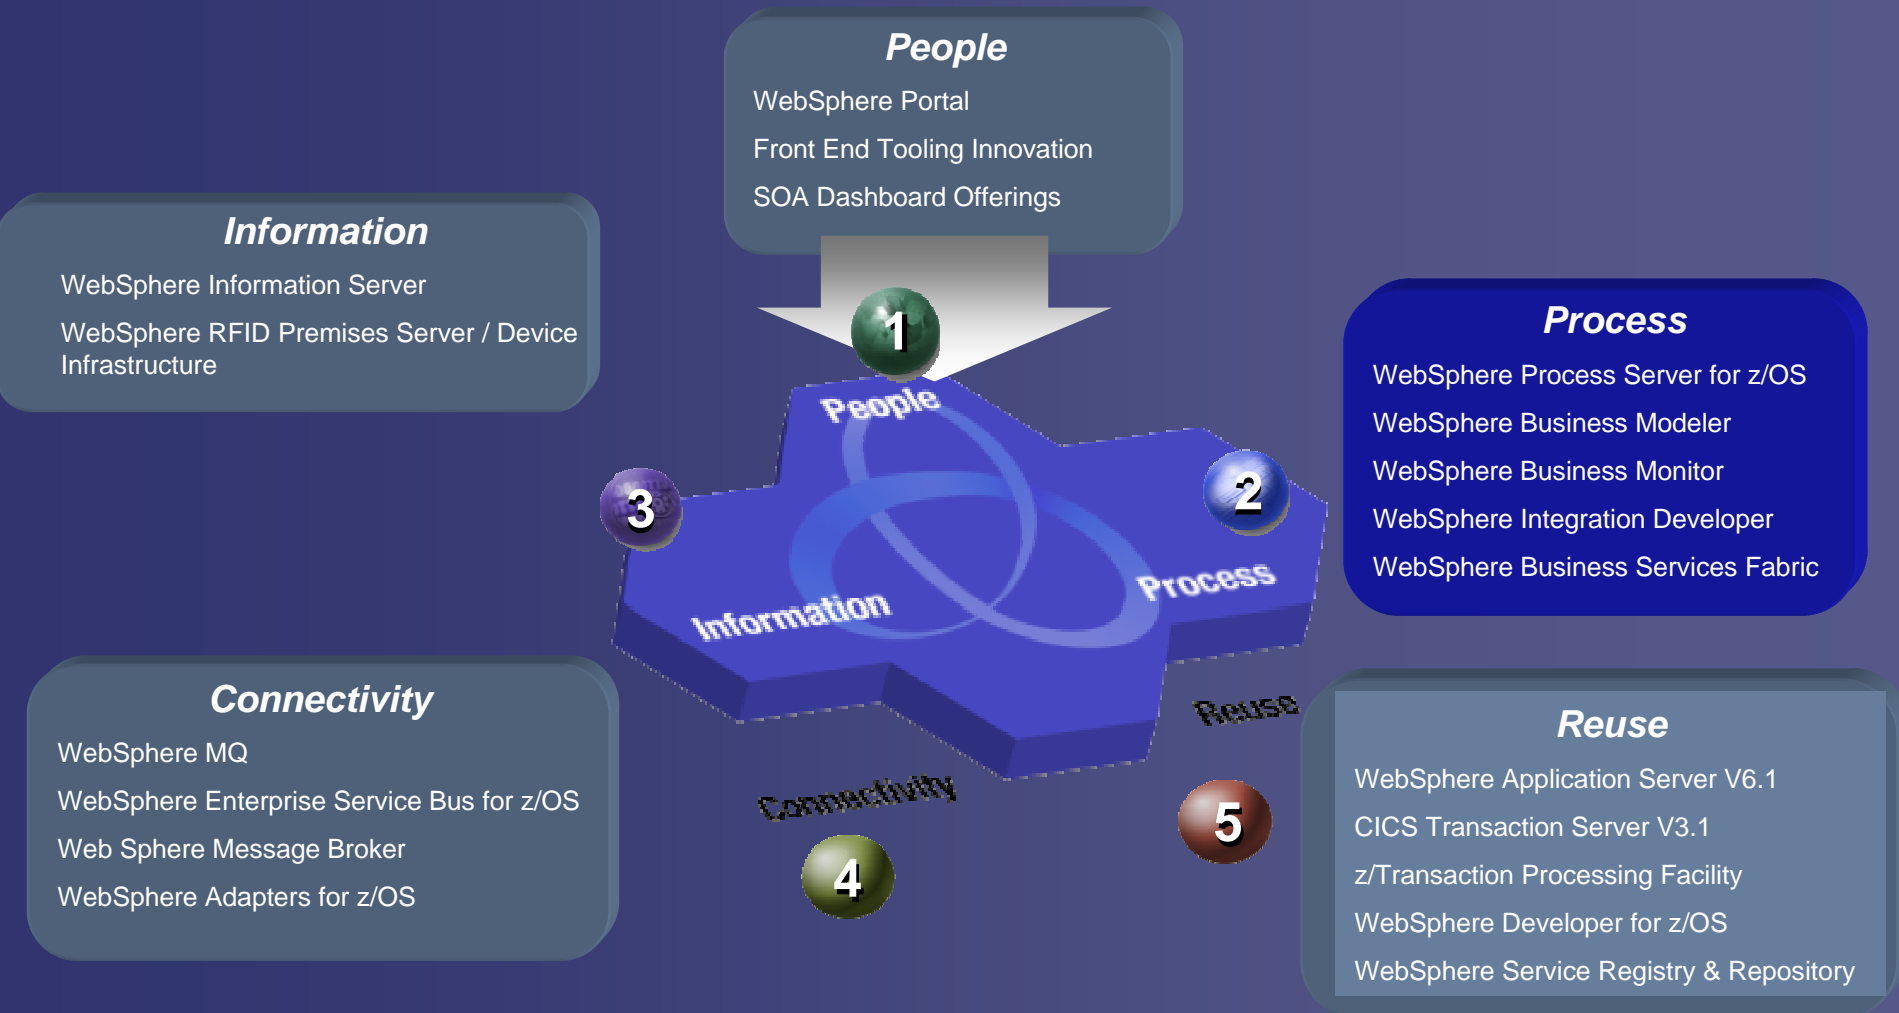 People
WebSphere Portal
Front End Tooling Innovation
SOA Dashboard Offerings
Information
WebSphere Information Server
WebSphere RFID Premises Server / Device
Infrastructure
1
People
Process
WebSphere Process Server for z/OS
WebSphere Business Modeler
WebSphere Business Monitor
WebSphere Integration Developer
WebSphere Business Services Fabric
3
2
Process
Information
Connectivity
WebSphere MQ
WebSphere Enterprise Service Bus for z/OS
Web Sphere Message Broker
WebSphere Adapters for z/OS
Reuse
Connectivity
5
4
Reuse
WebSphere Application Server V6.1
CICS Transaction Server V3.1
z/Transaction Processing Facility
WebSphere Developer for z/OS
WebSphere Service Registry & Repository